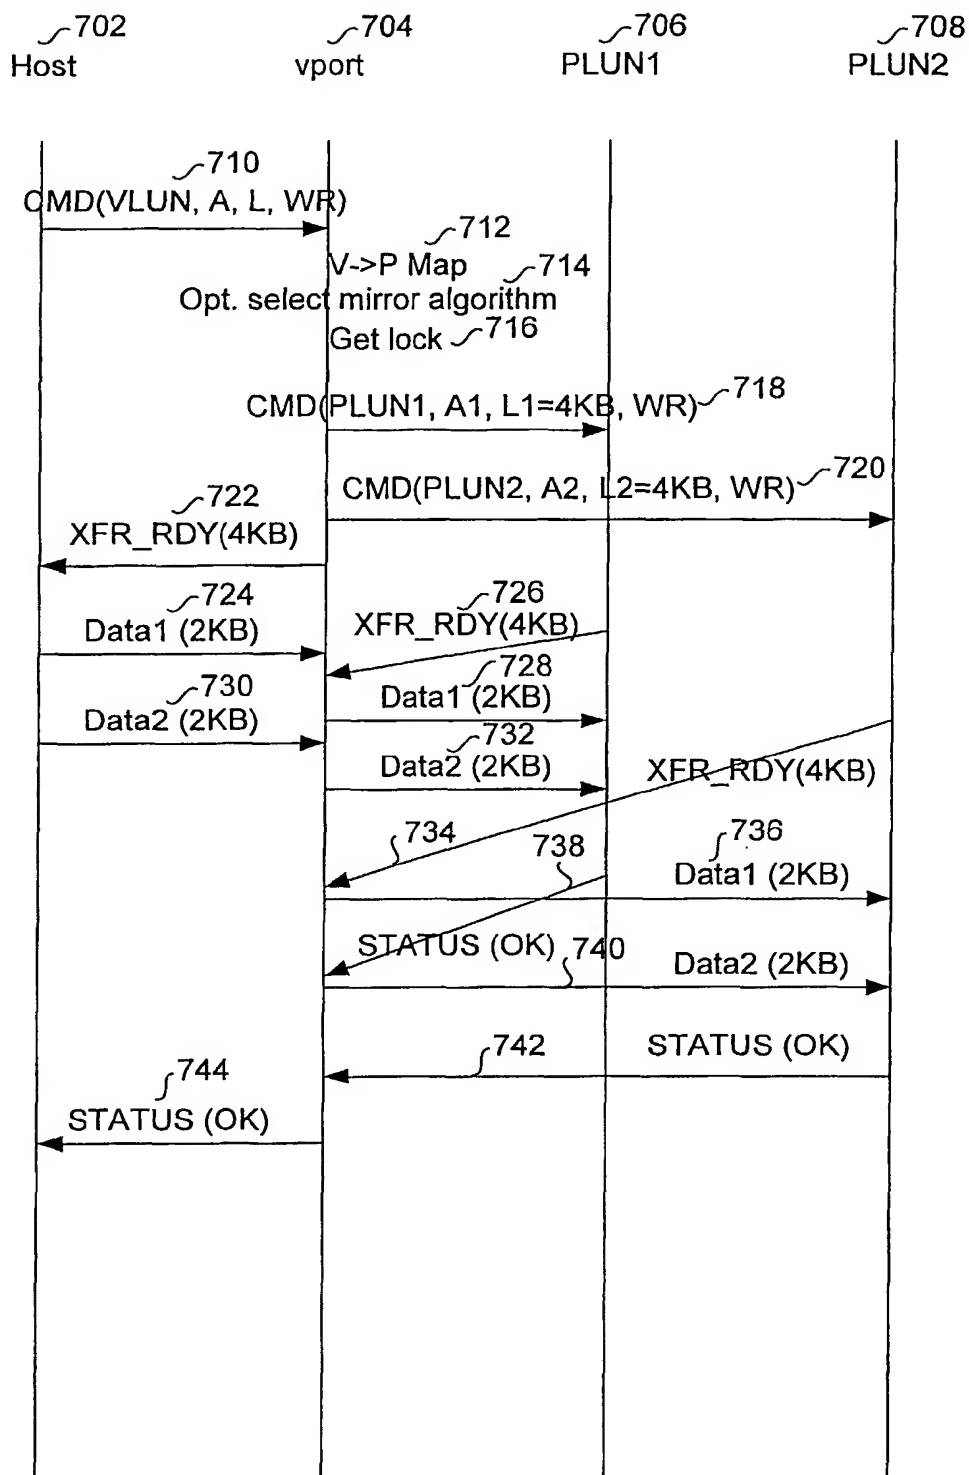 702 704 706 708
Host vport PLUN1 PLUN2
710
CMD(VLUN, A, L, WR)
712
V->P Map
714
Opt. select mirror algorithm
Get lock 716
CMD(PLUN1, A1, L1=4KB, WR) 718
CMD(PLUN2, A2, L2=4KB, WR) 720
722
XFR_RDY(4KB)
724
Data1 (2KB)
726
XFR_RDY(4KB)
728
Data1 (2KB)
730
Data2 (2KB)
732
Data2 (2KB)
XFR_RDY(4KB)
734
736
Data1 (2KB)
738
STATUS (OK)
740
Data2 (2KB)
742
STATUS (OK)
744
STATUS (OK)